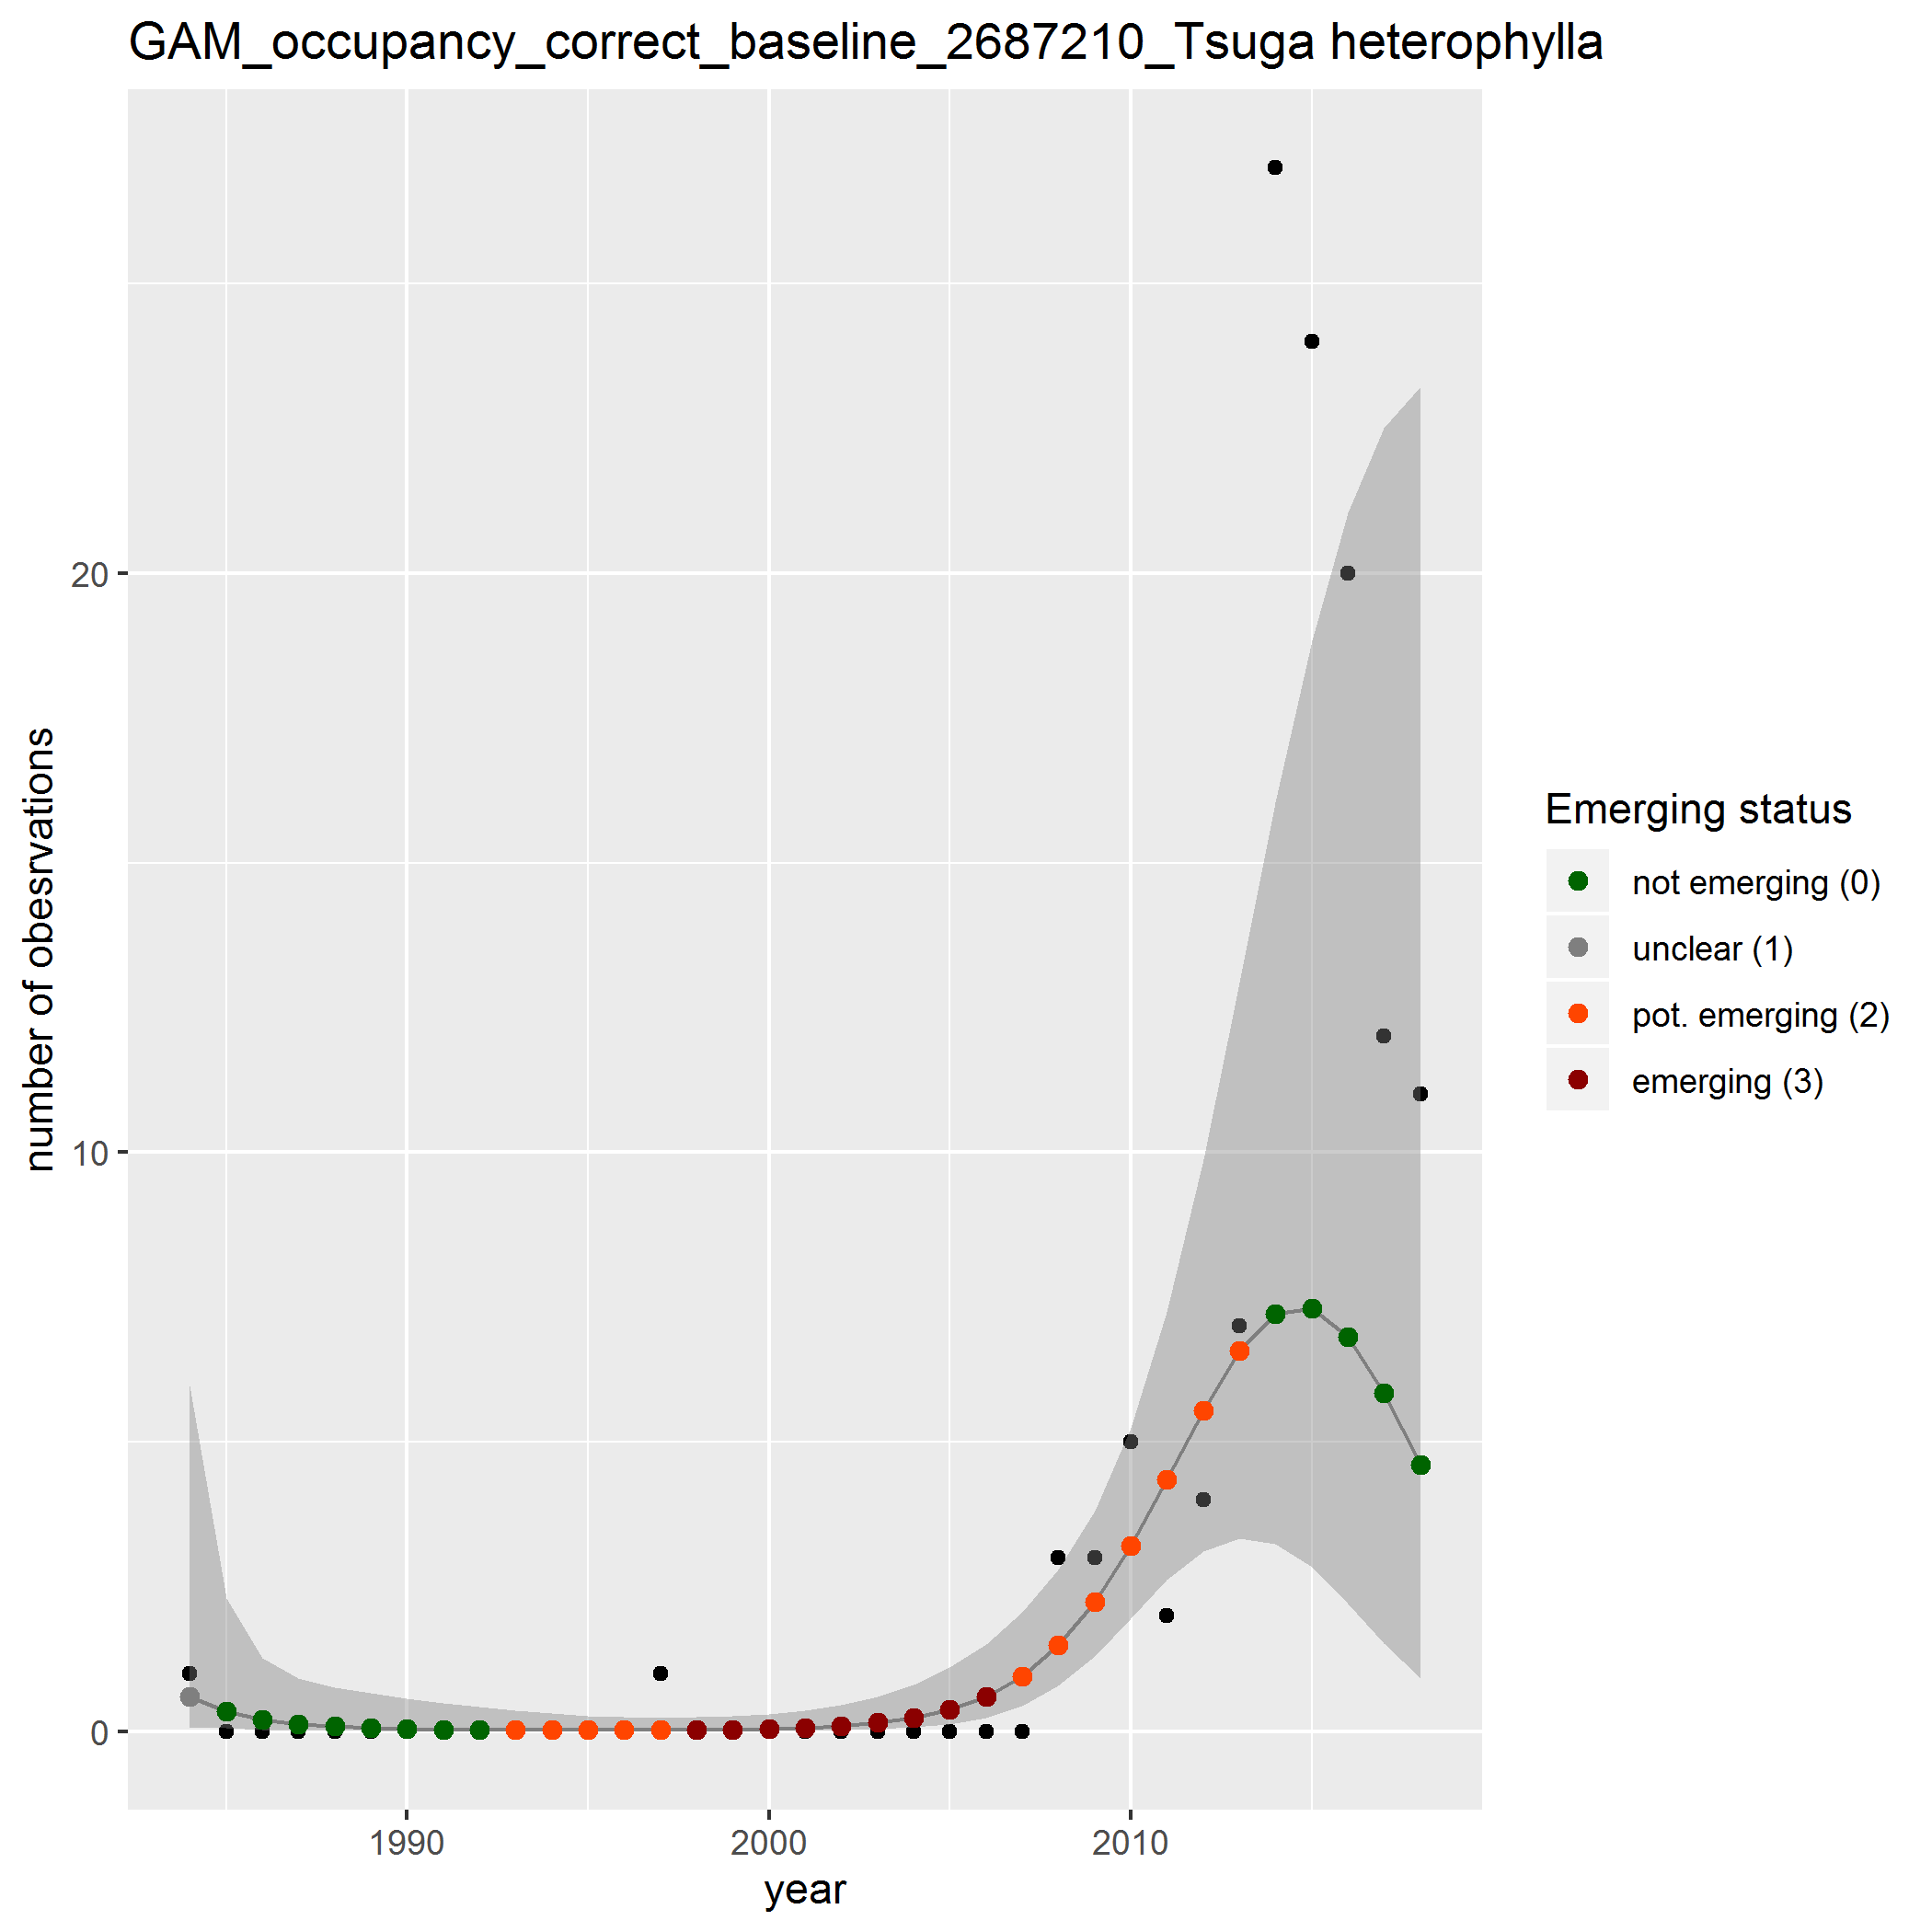 GAM_occupancy_correct_baseline_2687210_Tsuga heterophylla
number of obesrvations
20
10
0
1990
2000
2010
year
Emerging status
not emerging (0)
unclear (1)
pot. emerging (2)
emerging (3)